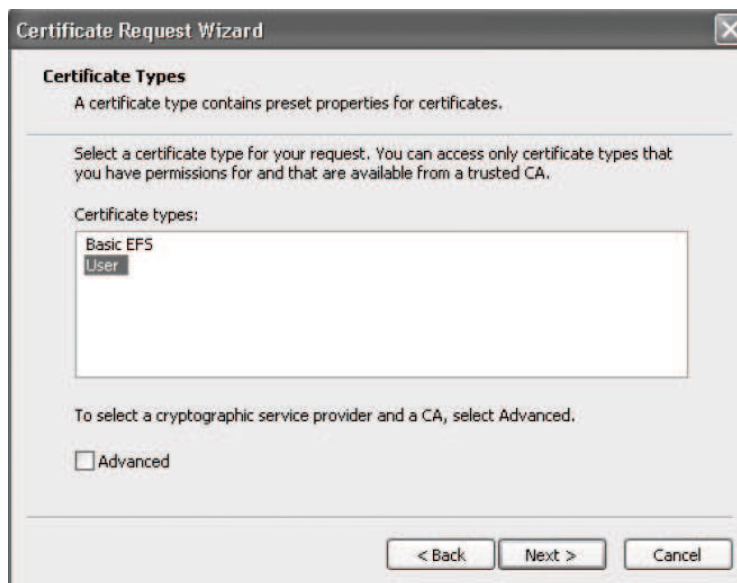 Certificate Request Wizard
Certificate Types
A certificate type contains preset properties for certificates.
Select a certificate type for your request. You can access only certificate types that
you have permissions for and that are available from a trusted CA.
Certificate types:
Basic EFS
User
To select a cryptographic service provider and a CA, select Advanced.
Advanced
< Back Next > Cancel